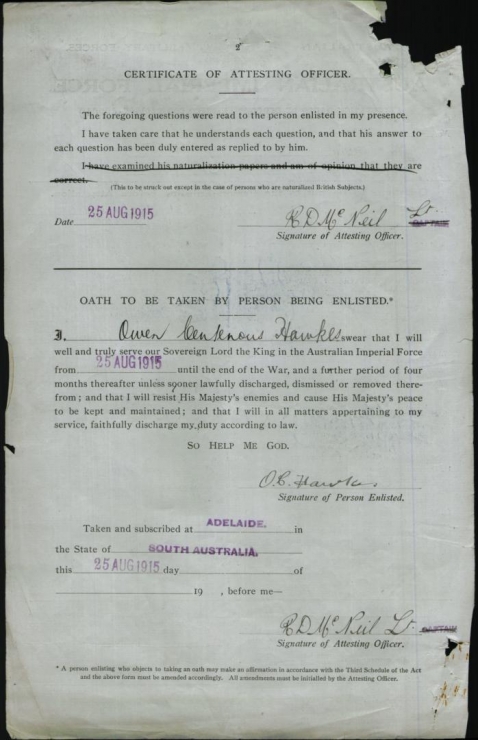 2
CERTIFICATE OF ATTESTING OFFICER.
The foregoing questions were read to the person enlisted in my presence.
I have taken care that he understands each question, and that his answer to
each question has been duly entered as replied to by him.
I have examined his naturalization papers and am of opinion that they are
correct.
(This to be struck out except in the case of persons who are naturalized British Subjects.)
Date 25 AUG 1915 McNeil Lt. CAPTAIN
Signature of Attesting Officer.
OATH TO BE TAKEN BY PERSON BEING ENLISTED.*
I, Owen Centenous Hawkes swear that I will
well and truly serve our Sovereign Lord the King in the Australian Imperial Force
from 25 AUG 1915 until the end of the War, and a further period of four
months thereafter unless sooner lawfully discharged, dismissed or removed there-
from; and that I will resist His Majesty's enemies and cause His Majesty's peace
to be kept and maintained; and that I will in all matters appertaining to my
service, faithfully discharge my duty according to law.
SO HELP ME GOD.
O.C. Hawkes
Signature of Person Enlisted.
Taken and subscribed at ADELAIDE. in
the State of SOUTH AUSTRALIA.
this 25 AUG 1915 day of
19 , before me—
McNeil Lt. CAPTAIN
Signature of Attesting Officer.
* A person enlisting who objects to taking an oath may make an affirmation in accordance with the Third Schedule of the Act
and the above form must be amended accordingly. All amendments must be initialled by the Attesting Officer.